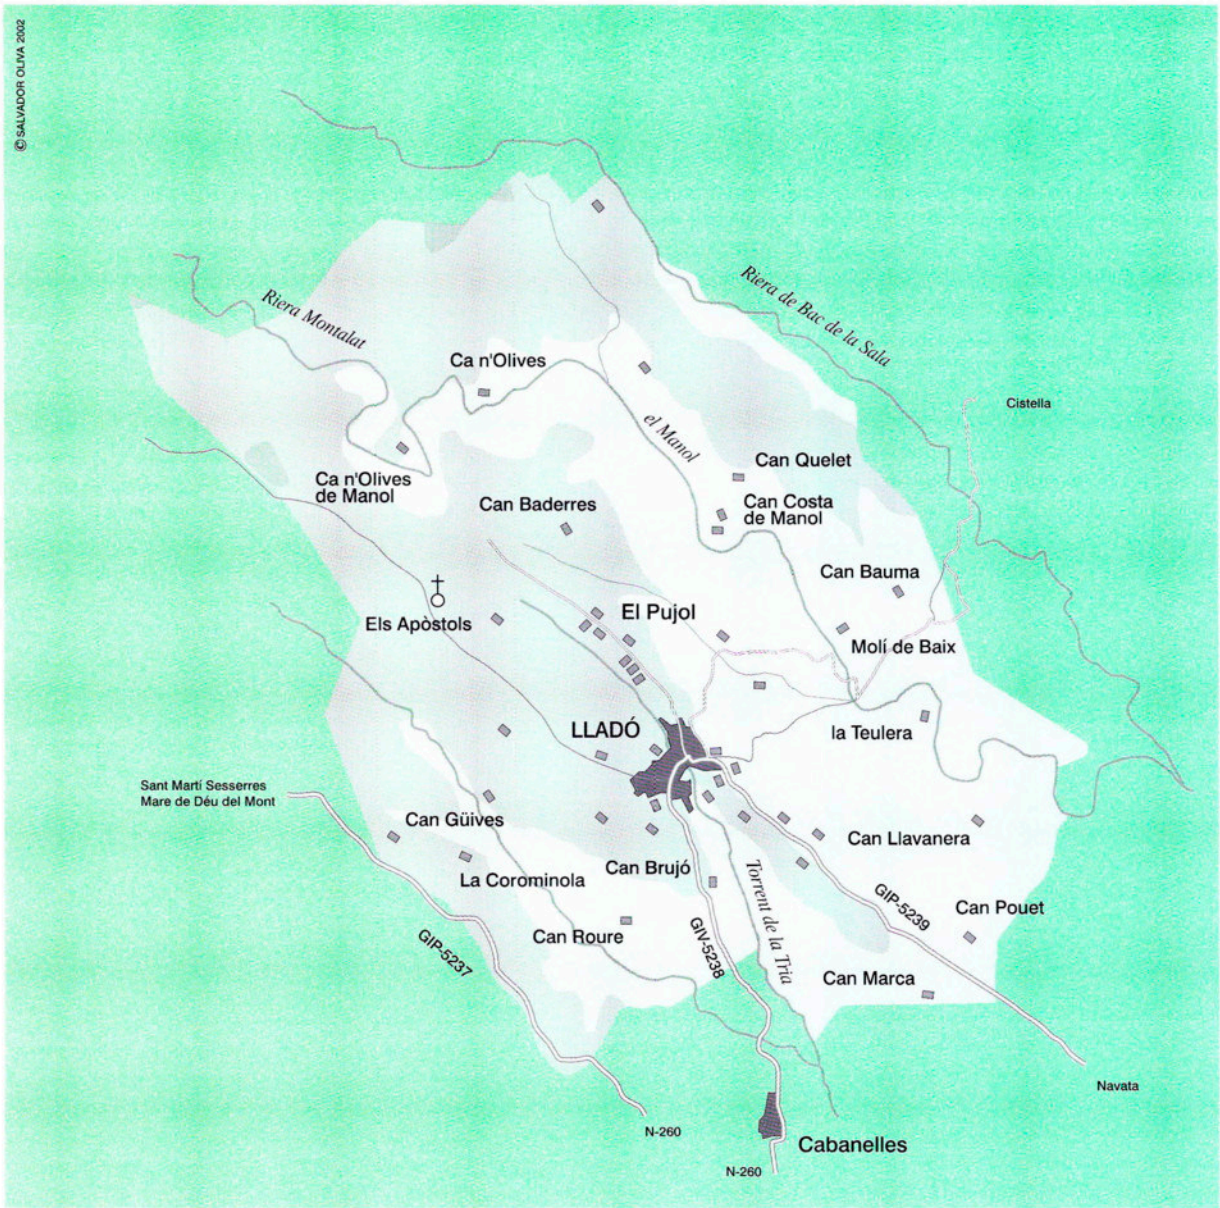 © SALVADOR OLIVA 2002
Riera de Buc de la Sala
Riera Montalat
Ca n'Olives
Cistella
el Manol
Can Quelet
Ca n'Olives
de Manol
Can Baderres
Can Costa
de Manol
Can Bauma
Els Apòstols
El Pujol
Molí de Baix
LLADÓ
la Teulera
Sant Martí Sesserres
Mare de Déu del Mont
Can Güives
Can Llavanera
La Corominola
Can Brujó
Torrent de la Tria
GIP-5239
Can Pouet
Can Roure
GIP-5237
GIV-5238
Can Marca
Navata
N-260
Cabanelles
N-260